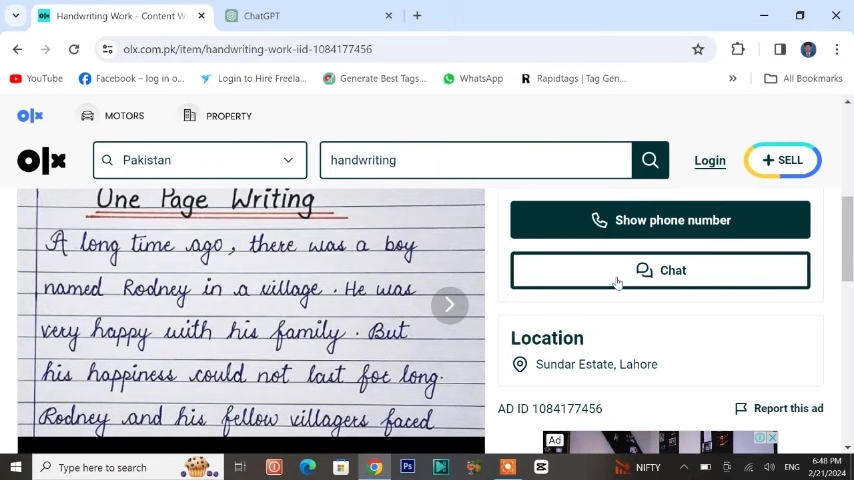 Handwriting Work - Content W
ChatGPT
olx.com.pk/item/handwriting-work-iid-1084177456
YouTube
Facebook – log in o...
Login to Hire Freela...
Generate Best Tags...
WhatsApp
Rapidtags | Tag Gen...
All Bookmarks
olx
MOTORS
PROPERTY
olx
Pakistan
handwriting
Login
+ SELL
One Page Writing
A long time ago, there was a boy
named Rodney in a village. He was
very happy with his family. But
his happiness could not last for long.
Rodney and his fellow villagers faced
Show phone number
Chat
Location
Sundar Estate, Lahore
AD ID 1084177456
Report this ad
Ad
Type here to search
NIFTY
ENG
6:48 PM
2/21/2024